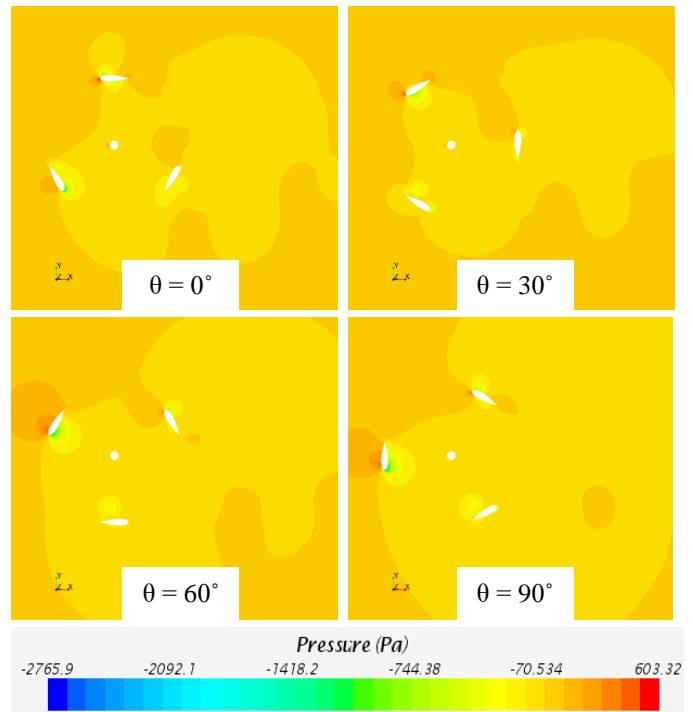 Y
X
θ = 0˚
Y
X
θ = 30˚
Y
X
θ = 60˚
Y
X
θ = 90˚
Pressure (Pa)
-2765.9 -2092.1 -1418.2 -744.38 -70.534 603.32